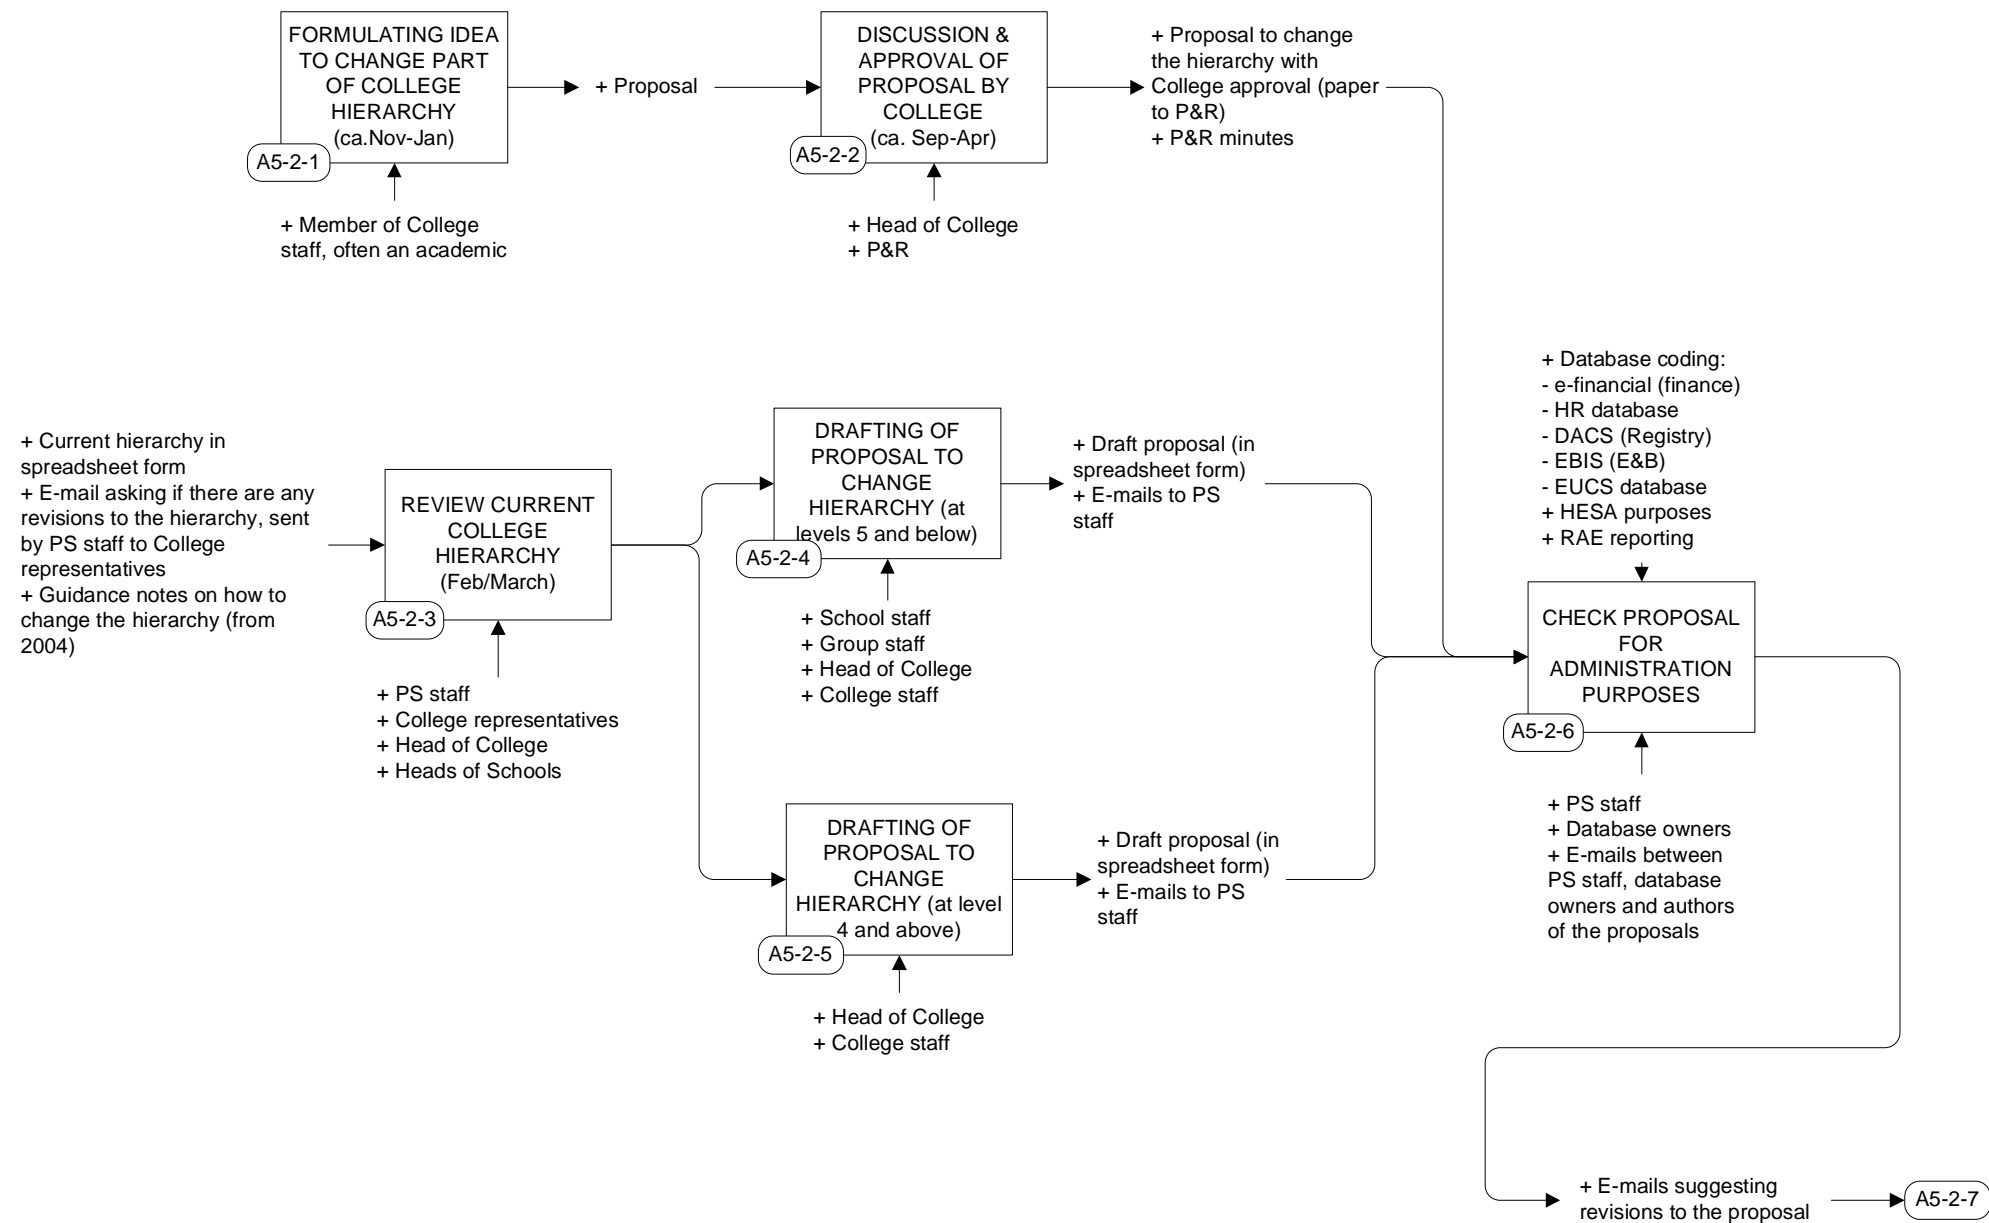 FORMULATING IDEA
TO CHANGE PART
OF COLLEGE
HIERARCHY
(ca.Nov-Jan)
A5-2-1
+ Member of College
staff, often an academic
+ Proposal
DISCUSSION &
APPROVAL OF
PROPOSAL BY
COLLEGE
(ca. Sep-Apr)
A5-2-2
+ Head of College
+ P&R
+ Proposal to change
the hierarchy with
College approval (paper
to P&R)
+ P&R minutes
+ Current hierarchy in
spreadsheet form
+ E-mail asking if there are any
revisions to the hierarchy, sent
by PS staff to College
representatives
+ Guidance notes on how to
change the hierarchy (from
2004)
REVIEW CURRENT
COLLEGE
HIERARCHY
(Feb/March)
A5-2-3
+ PS staff
+ College representatives
+ Head of College
+ Heads of Schools
DRAFTING OF
PROPOSAL TO
CHANGE
HIERARCHY (at
levels 5 and below)
A5-2-4
+ School staff
+ Group staff
+ Head of College
+ College staff
+ Draft proposal (in
spreadsheet form)
+ E-mails to PS
staff
DRAFTING OF
PROPOSAL TO
CHANGE
HIERARCHY (at level
4 and above)
A5-2-5
+ Head of College
+ College staff
+ Draft proposal (in
spreadsheet form)
+ E-mails to PS
staff
+ Database coding:
- e-financial (finance)
- HR database
- DACS (Registry)
- EBIS (E&B)
- EUCS database
+ HESA purposes
+ RAE reporting
CHECK PROPOSAL
FOR
ADMINISTRATION
PURPOSES
A5-2-6
+ PS staff
+ Database owners
+ E-mails between
PS staff, database
owners and authors
of the proposals
+ E-mails suggesting
revisions to the proposal
A5-2-7